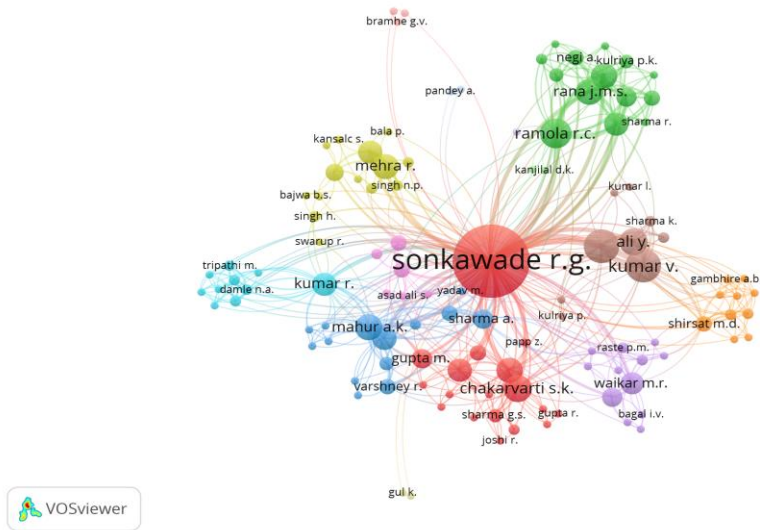 bramhe g.v.
negi a.
kulriya p.k.
pandey a.
rana j.m.s.
sharma r.
ramola r.c.
kansalc s.
bala p.
mehra r.
kanjilal d.k.
singh n.p.
kumar l.
bajwa b.s.
singh h.
sharma k.
swarup r.
ali y.
sonkawade r.g.
kumar v.
tripathi m.
gambhire a.b
kumar r.
damle n.a.
asad ali s.
yadav m.
kulriya p.
sharma a.
shirsat m.d.
mahur a.k.
papp z.
raste p.m.
gupta m.
waikar m.r.
varshney r.
chakarvarti s.k.
sharma g.s.
gupta r.
bagal i.v.
joshi r.
gul k.
VOSviewer